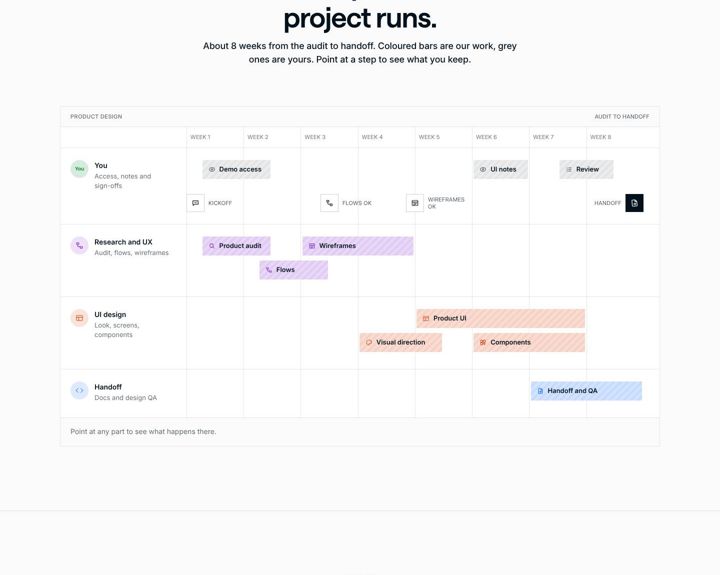 project runs.
About 8 weeks from the audit to handoff. Coloured bars are our work, grey
ones are yours. Point at a step to see what you keep.
PRODUCT DESIGN
AUDIT TO HANDOFF
WEEK 1
WEEK 2
WEEK 3
WEEK 4
WEEK 5
WEEK 6
WEEK 7
WEEK 8
You
You
Access, notes and
sign-offs
Demo access
UI notes
Review
KICKOFF
FLOWS OK
WIREFRAMES
OK
HANDOFF
Research and UX
Audit, flows, wireframes
Product audit
Wireframes
Flows
UI design
Look, screens,
components
Product UI
Visual direction
Components
Handoff
Docs and design QA
Handoff and QA
Point at any part to see what happens there.